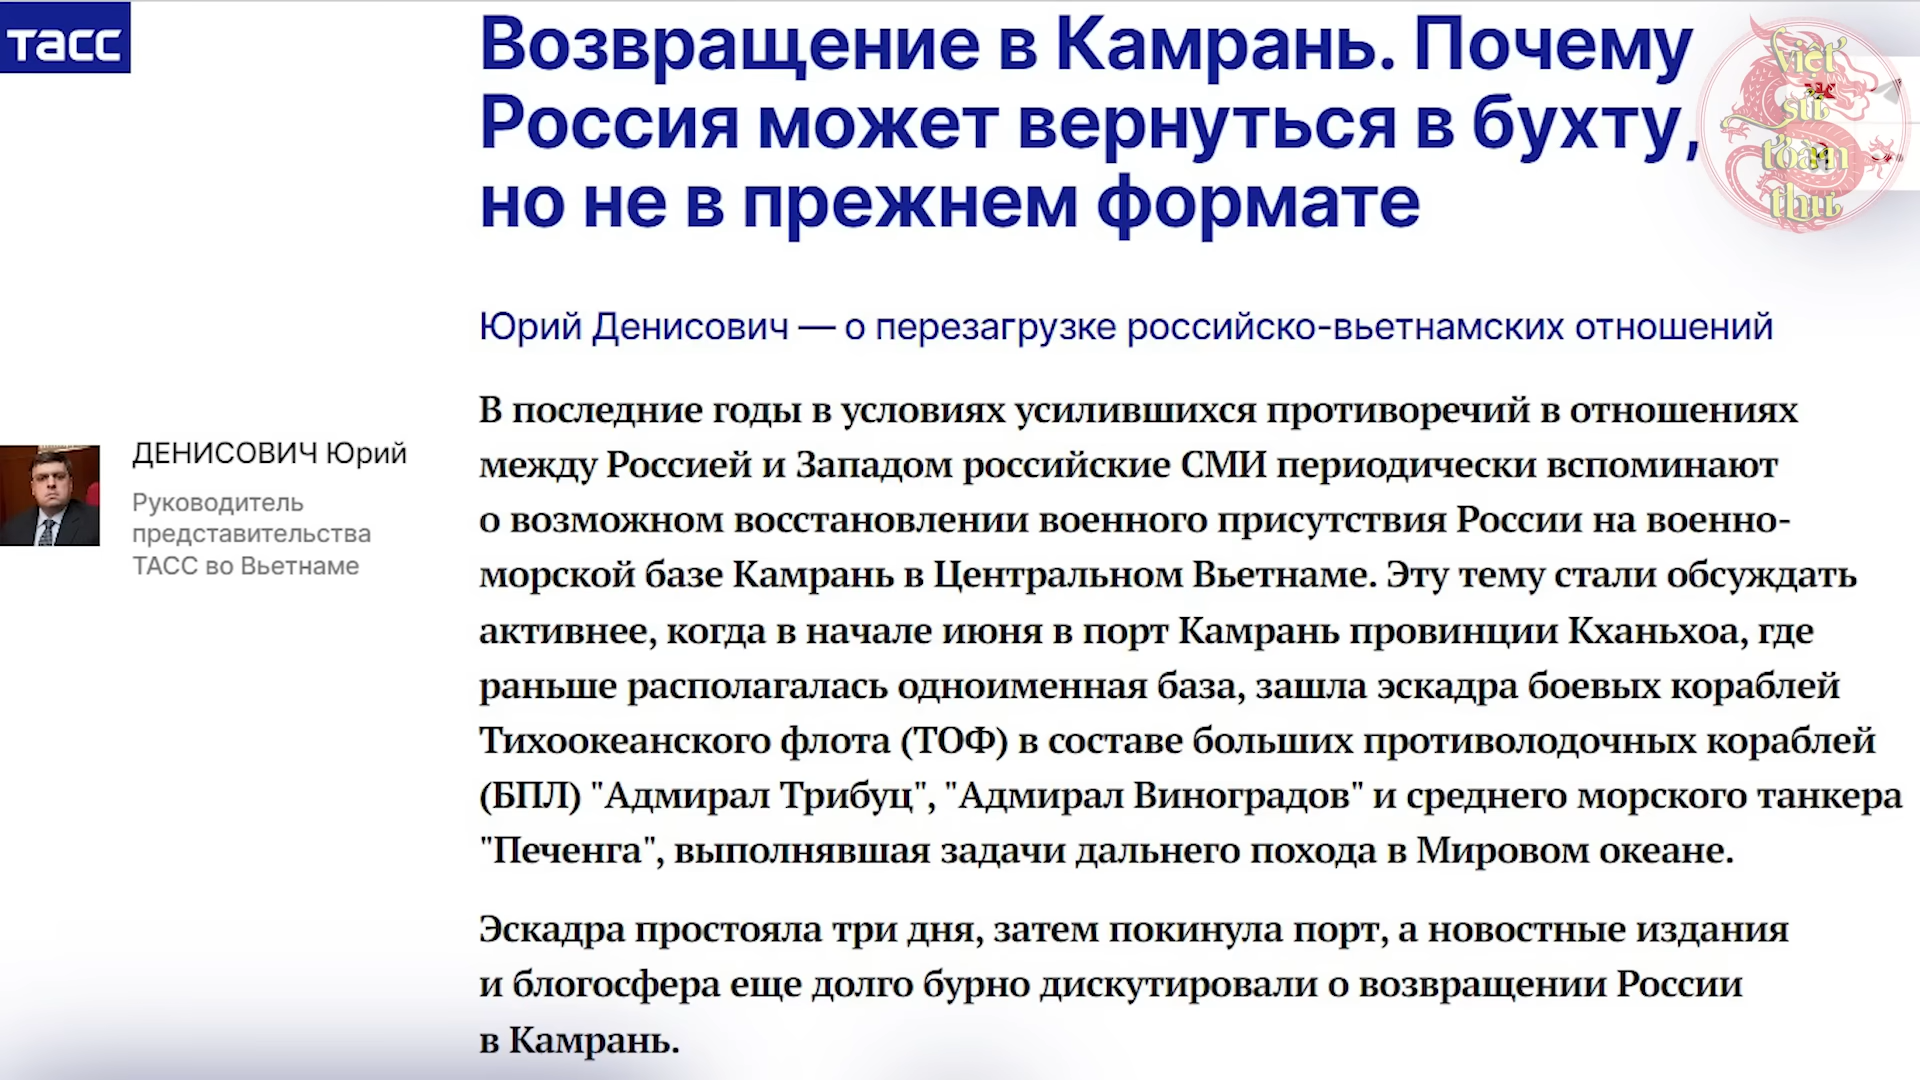 тасс
Возвращение в Камрань. Почему
Россия может вернуться в бухту,
но не в прежнем формате
Việt
sử
toàn
thư
Юрий Денисович — о перезагрузке российско-вьетнамских отношений
ДЕНИСОВИЧ Юрий
Руководитель
представительства
ТАСС во Вьетнаме
В последние годы в условиях усилившихся противоречий в отношениях
между Россией и Западом российские СМИ периодически вспоминают
о возможном восстановлении военного присутствия России на военно-
морской базе Камрань в Центральном Вьетнаме. Эту тему стали обсуждать
активнее, когда в начале июня в порт Камрань провинции Кханьхоа, где
раньше располагалась одноименная база, зашла эскадра боевых кораблей
Тихоокеанского флота (ТОФ) в составе больших противолодочных кораблей
(БПЛ) "Адмирал Трибуц", "Адмирал Виноградов" и среднего морского танкера
"Печенга", выполнявшая задачи дальнего похода в Мировом океане.
Эскадра простояла три дня, затем покинула порт, а новостные издания
и блогосфера еще долго бурно дискутировали о возвращении России
в Камрань.